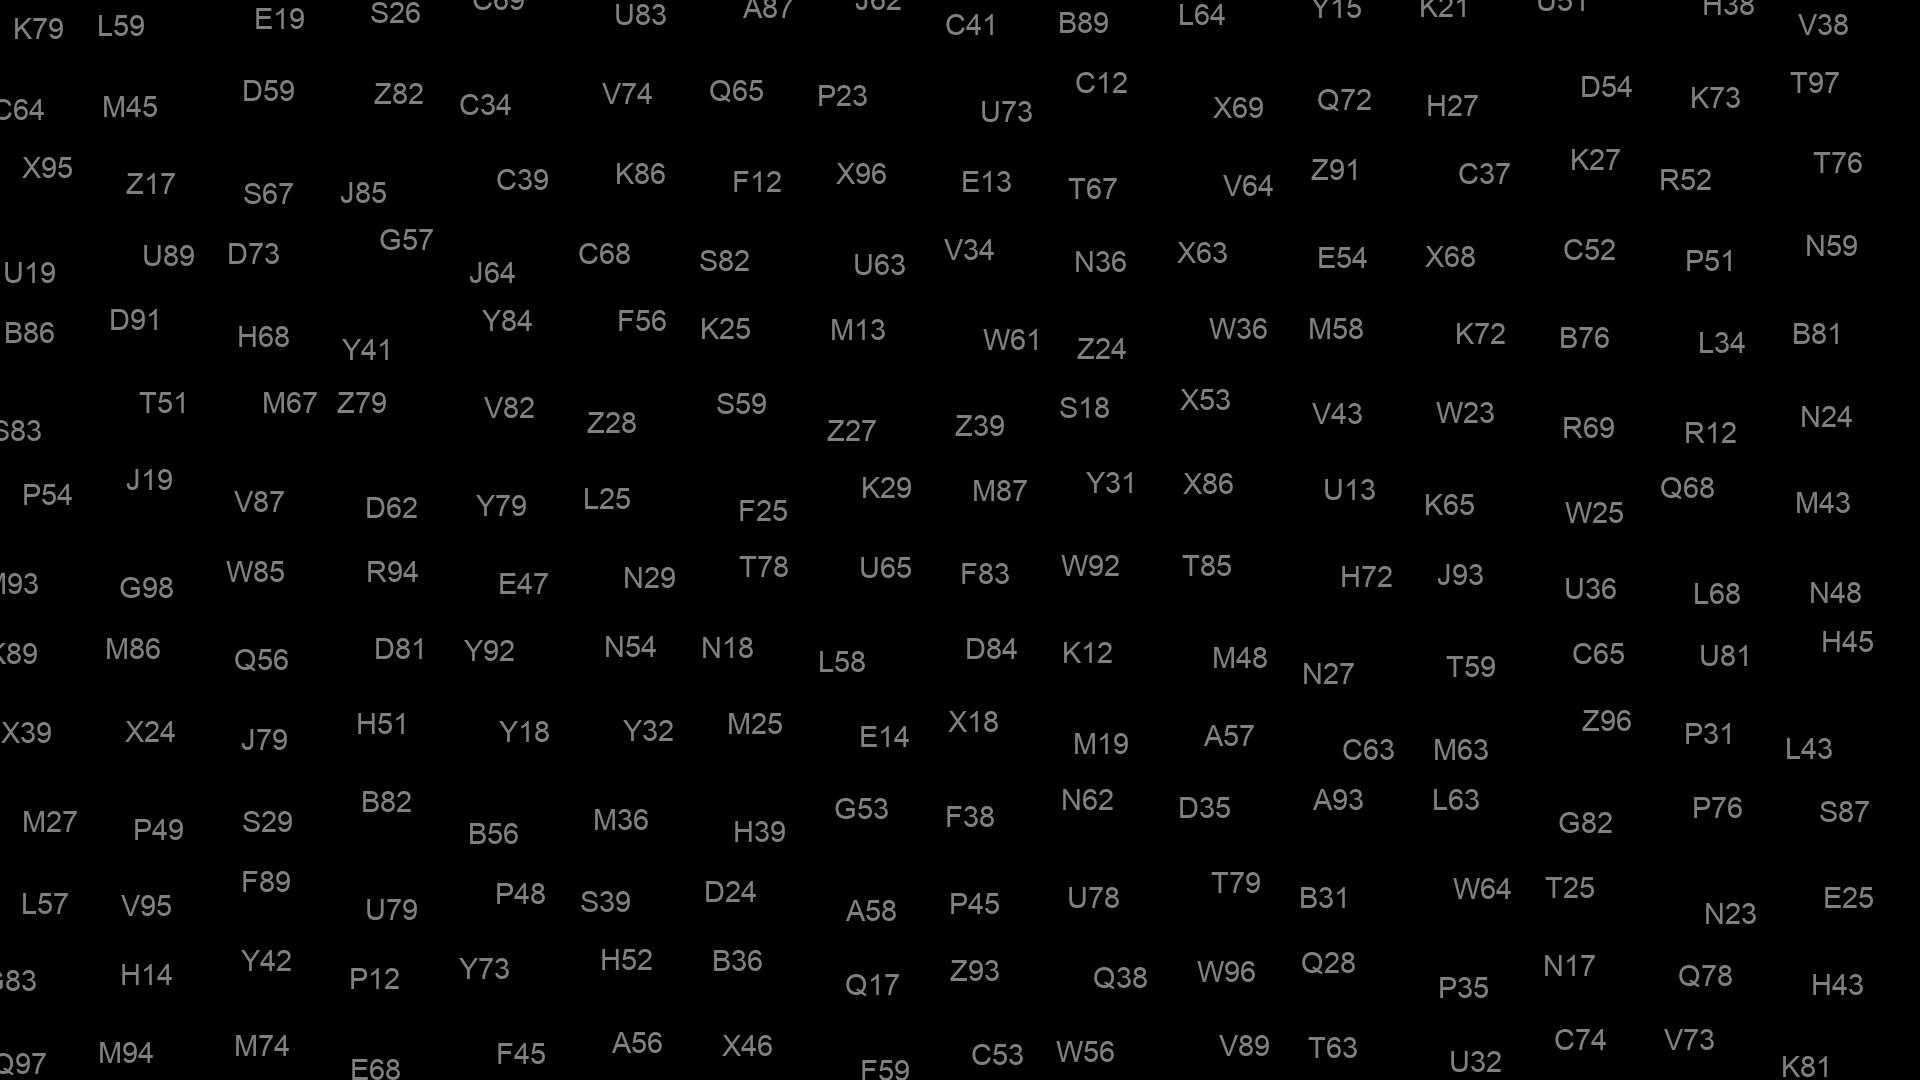 K79 L59 E19 S26 C69 U83 A87 J62 C41 B89 L64 Y15 K21 U51 H38 V38
C64 M45 D59 Z82 C34 V74 Q65 P23 U73 C12 X69 Q72 H27 D54 K73 T97
X95 Z17 S67 J85 C39 K86 F12 X96 E13 T67 V64 Z91 C37 K27 R52 T76
U19 U89 D73 G57 J64 C68 S82 U63 V34 N36 X63 E54 X68 C52 P51 N59
B86 D91 H68 Y41 Y84 F56 K25 M13 W61 Z24 W36 M58 K72 B76 L34 B81
S83 T51 M67 Z79 V82 Z28 S59 Z27 Z39 S18 X53 V43 W23 R69 R12 N24
P54 J19 V87 D62 Y79 L25 F25 K29 M87 Y31 X86 U13 K65 W25 Q68 M43
M93 G98 W85 R94 E47 N29 T78 U65 F83 W92 T85 H72 J93 U36 L68 N48
K89 M86 Q56 D81 Y92 N54 N18 L58 D84 K12 M48 N27 T59 C65 U81 H45
X39 X24 J79 H51 Y18 Y32 M25 E14 X18 M19 A57 C63 M63 Z96 P31 L43
M27 P49 S29 B82 B56 M36 H39 G53 F38 N62 D35 A93 L63 G82 P76 S87
L57 V95 F89 U79 P48 S39 D24 A58 P45 U78 T79 B31 W64 T25 N23 E25
G83 H14 Y42 P12 Y73 H52 B36 Q17 Z93 Q38 W96 Q28 P35 N17 Q78 H43
Q97 M94 M74 E68 F45 A56 X46 F59 C53 W56 V89 T63 U32 C74 V73 K81